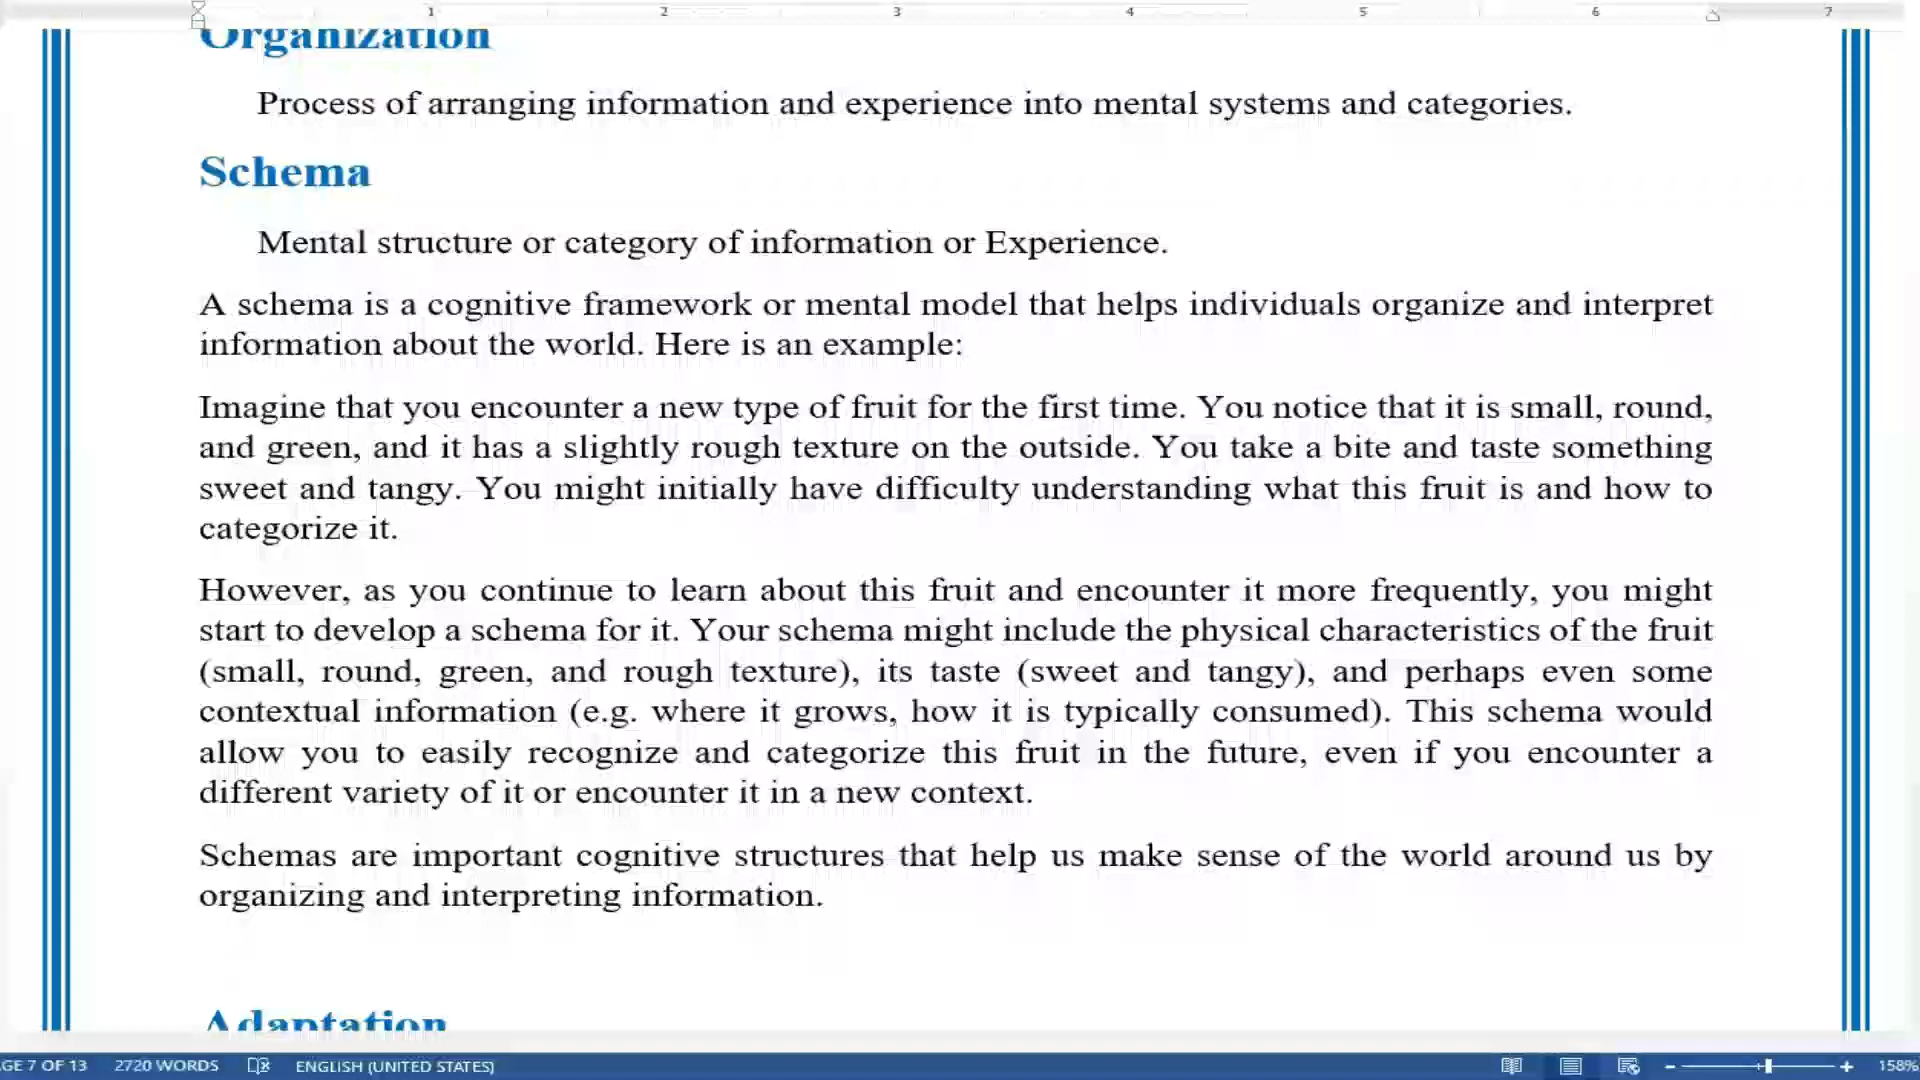 1 2 3 4 5 6 7
Organization
Process of arranging information and experience into mental systems and categories.
Schema
Mental structure or category of information or Experience.
A schema is a cognitive framework or mental model that helps individuals organize and interpret
information about the world. Here is an example:
Imagine that you encounter a new type of fruit for the first time. You notice that it is small, round,
and green, and it has a slightly rough texture on the outside. You take a bite and taste something
sweet and tangy. You might initially have difficulty understanding what this fruit is and how to
categorize it.
However, as you continue to learn about this fruit and encounter it more frequently, you might
start to develop a schema for it. Your schema might include the physical characteristics of the fruit
(small, round, green, and rough texture), its taste (sweet and tangy), and perhaps even some
contextual information (e.g. where it grows, how it is typically consumed). This schema would
allow you to easily recognize and categorize this fruit in the future, even if you encounter a
different variety of it or encounter it in a new context.
Schemas are important cognitive structures that help us make sense of the world around us by
organizing and interpreting information.
Adaptation
GE 7 OF 13 2720 WORDS ENGLISH (UNITED STATES) 158%